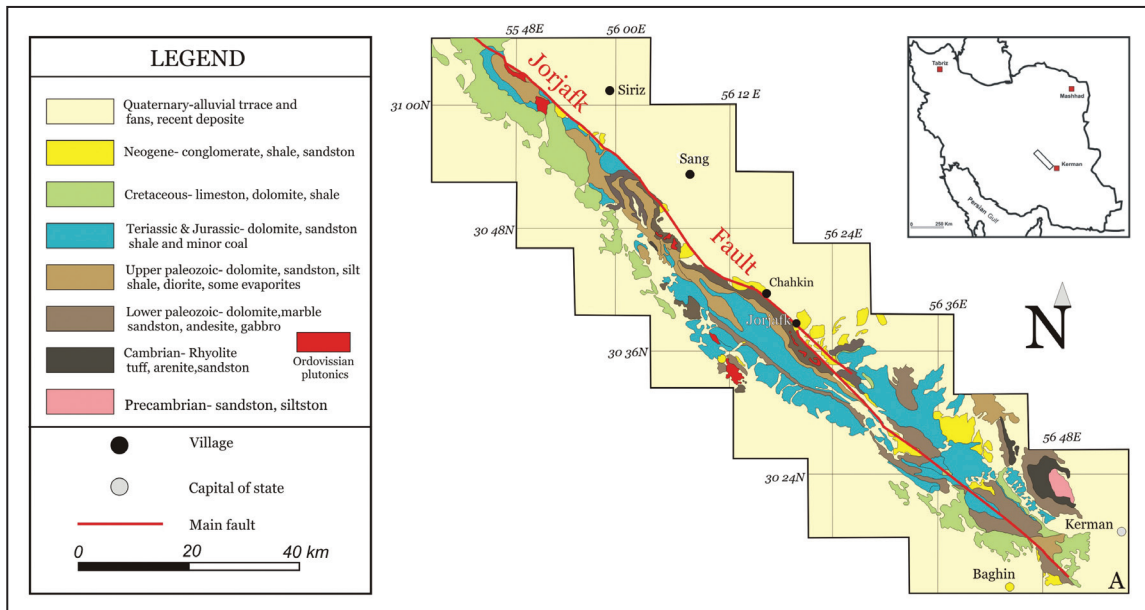 LEGEND
Quaternary-alluvial trrace and
fans, recent deposite
Neogene- conglomerate, shale, sandston
Cretaceous- limeston, dolomite, shale
Teriassic & Jurassic- dolomite, sandston
shale and minor coal
Upper paleozoic- dolomite, sandston, silt
shale, diorite, some evaporites
Lower paleozoic- dolomite,marble
sandston, andesite, gabbro
Ordovissian
plutonics
Cambrian- Rhyolite
tuff, arenite,sandston
Precambrian- sandston, siltston
Village
Capital of state
Main fault
0 20 40 km
55 48E
56 00E
56 12 E
56 24E
56 36E
56 48E
31 00N
30 48N
30 36N
30 24N
Jorjafk
Fault
Siriz
Sang
Chahkin
Jorjafk
Kerman
Baghin
A
N
Tabriz
Mashhad
Kerman
Persian Gulf
250 Km